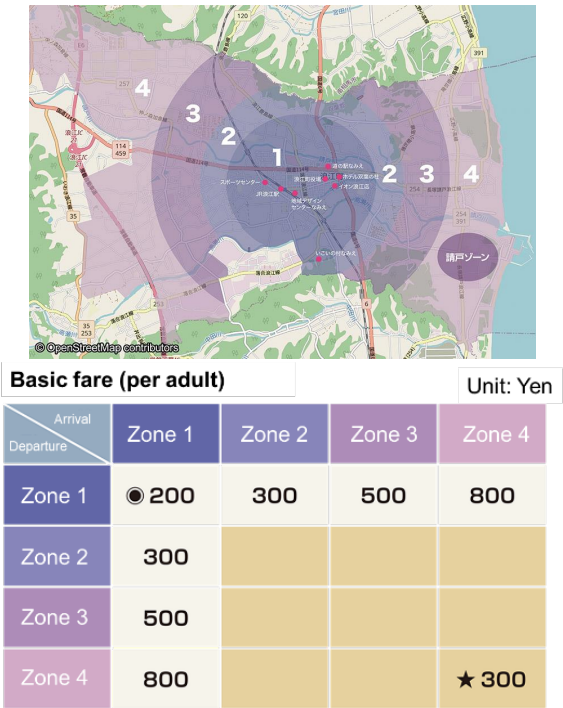 120
391
4
3
257
2
1
2
3
4
道の駅なみえ
114
459
浪江町役場
ホテル双葉の杜
スポーツセンター
イオン浪江店
254
JR浪江駅
地域デザイン
センターなみえ
35
254
391
いこいの村なみえ
請戸ゾーン
253
6
35
253
© OpenStreetMap contributors
Basic fare (per adult)
Unit: Yen
Arrival
Departure
Zone 1
Zone 2
Zone 3
Zone 4
Zone 1
◉ 200
300
500
800
Zone 2
300
Zone 3
500
Zone 4
800
★ 300